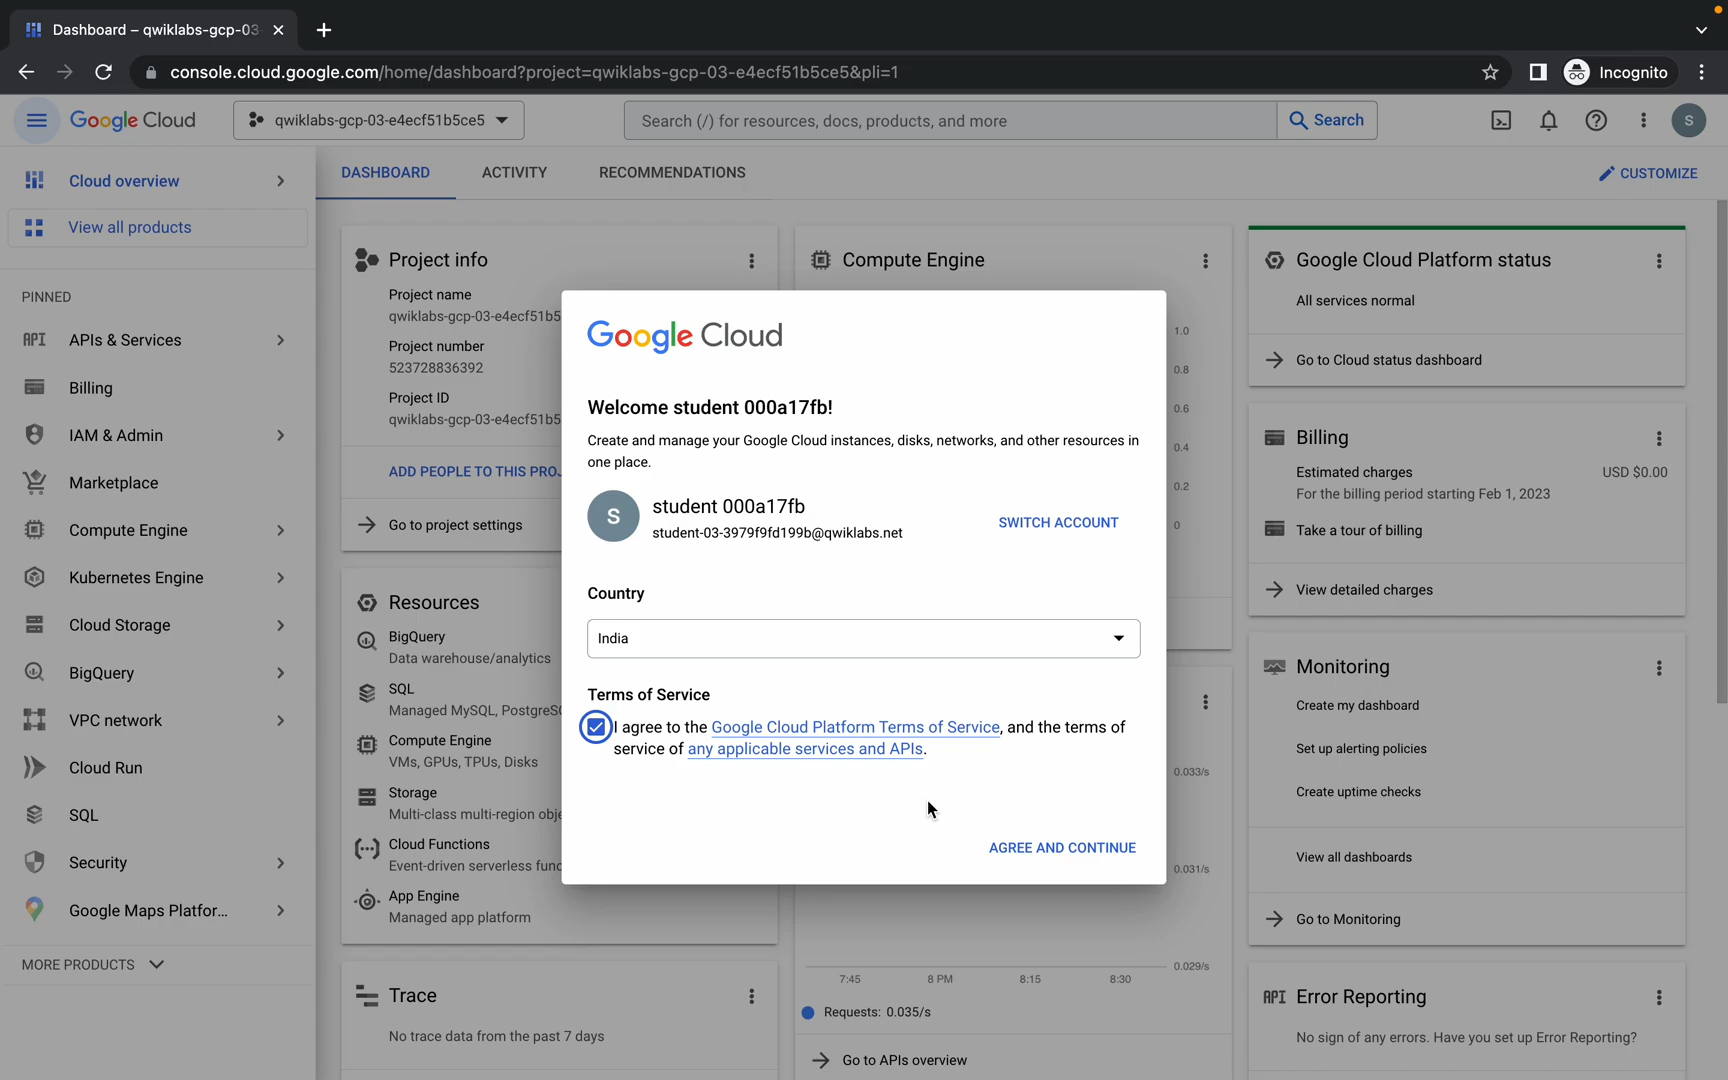 Dashboard – qwiklabs-gcp-03
console.cloud.google.com/home/dashboard?project=qwiklabs-gcp-03-e4ecf51b5ce5&pli=1
Incognito
Google Cloud
qwiklabs-gcp-03-e4ecf51b5ce5
Search (/) for resources, docs, products, and more
Search
S
Cloud overview
View all products
PINNED
API APIs & Services
Billing
IAM & Admin
Marketplace
Compute Engine
Kubernetes Engine
Cloud Storage
BigQuery
VPC network
Cloud Run
SQL
Security
Google Maps Platfor...
MORE PRODUCTS
DASHBOARD
ACTIVITY
RECOMMENDATIONS
CUSTOMIZE
Project info
Project name
qwiklabs-gcp-03-e4ecf51b5
Project number
523728836392
Project ID
qwiklabs-gcp-03-e4ecf51b5
ADD PEOPLE TO THIS PROJ
Go to project settings
Resources
BigQuery
Data warehouse/analytics
SQL
Managed MySQL, PostgreS
Compute Engine
VMs, GPUs, TPUs, Disks
Storage
Multi-class multi-region obje
Cloud Functions
Event-driven serverless func
App Engine
Managed app platform
Trace
No trace data from the past 7 days
Compute Engine
1.0
0.8
0.6
0.4
0.2
0
Google Cloud
Welcome student 000a17fb!
Create and manage your Google Cloud instances, disks, networks, and other resources in
one place.
S
student 000a17fb
student-03-3979f9fd199b@qwiklabs.net
SWITCH ACCOUNT
Country
India
Terms of Service
I agree to the Google Cloud Platform Terms of Service, and the terms of
service of any applicable services and APIs.
AGREE AND CONTINUE
0.033/s
0.031/s
0.029/s
7:45
8 PM
8:15
8:30
Requests: 0.035/s
Go to APIs overview
Google Cloud Platform status
All services normal
Go to Cloud status dashboard
Billing
Estimated charges
USD $0.00
For the billing period starting Feb 1, 2023
Take a tour of billing
View detailed charges
Monitoring
Create my dashboard
Set up alerting policies
Create uptime checks
View all dashboards
Go to Monitoring
API Error Reporting
No sign of any errors. Have you set up Error Reporting?